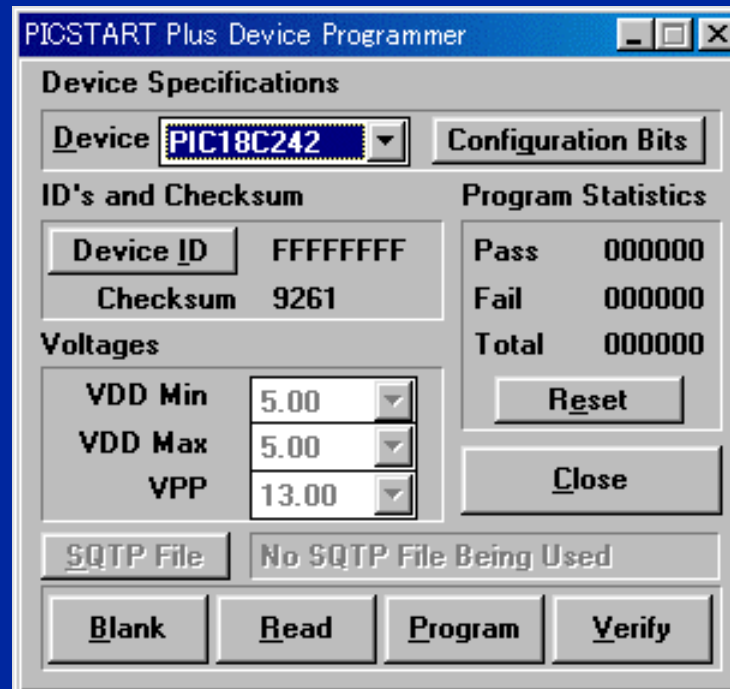 PICSTART Plus Device Programmer
Device Specifications
Device PIC18C242 Configuration Bits
ID's and Checksum Program Statistics
Device ID FFFFFFFF Pass 000000
Checksum 9261 Fail 000000
Voltages Total 000000
VDD Min 5.00 Reset
VDD Max 5.00
VPP 13.00 Close
SQTP File No SQTP File Being Used
Blank Read Program Verify